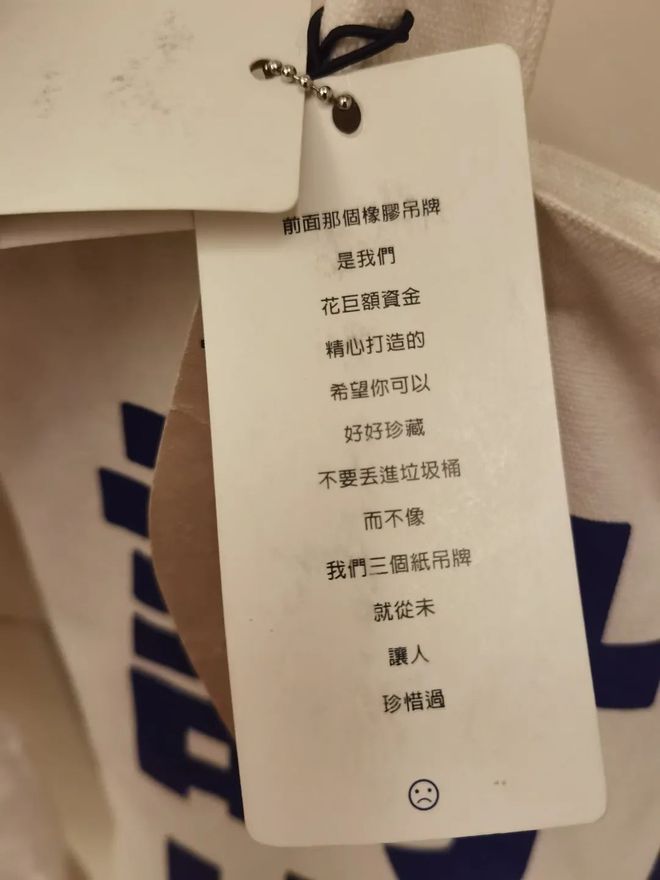 前面那個橡膠吊牌
是我們
花巨額資金
精心打造的
希望你可以
好好珍藏
不要丟進垃圾桶
而不像
我們三個紙吊牌
就從未
讓人
珍惜過